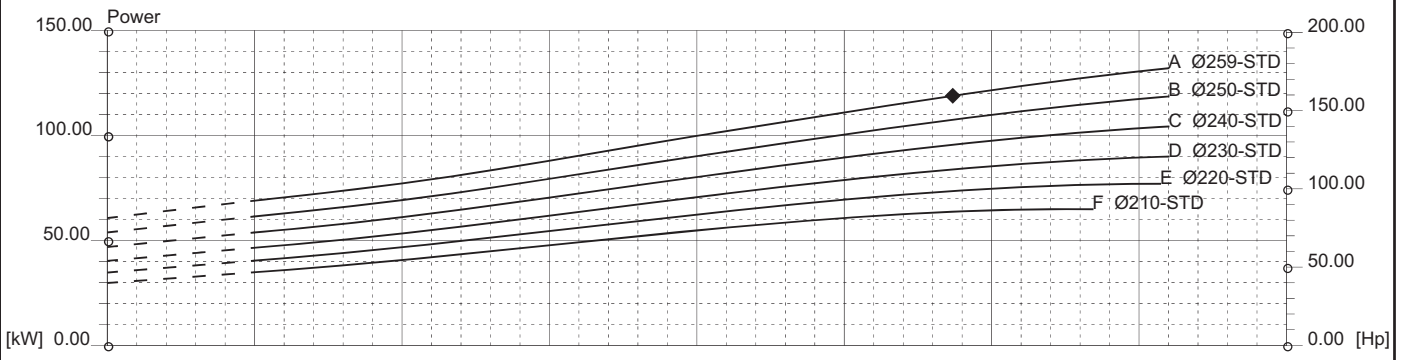 Power
150.00
200.00
A Ø259-STD
B Ø250-STD
150.00
100.00
C Ø240-STD
D Ø230-STD
E Ø220-STD
100.00
F Ø210-STD
50.00
50.00
[kW] 0.00
0.00 [Hp]